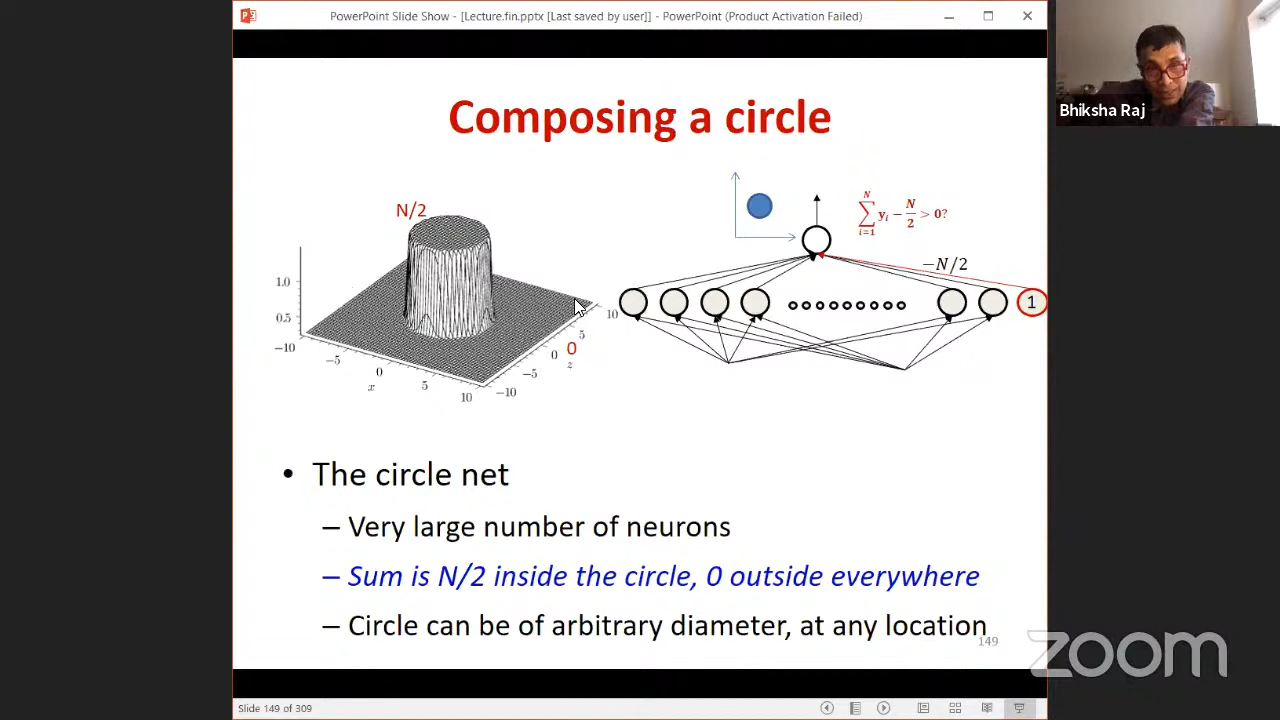 PowerPoint Slide Show - [Lecture.fin.pptx [Last saved by user]] - PowerPoint (Product Activation Failed)
Bhiksha Raj
Composing a circle
N/2
1.0
0.5
−10
−5
0
5
10
x
−10
−5
0
5
10
z
0
N
∑ yᵢ − N/2 > 0?
i=1
−N/2
1
• The circle net
– Very large number of neurons
– Sum is N/2 inside the circle, 0 outside everywhere
– Circle can be of arbitrary diameter, at any location
149
zoom
Slide 149 of 309